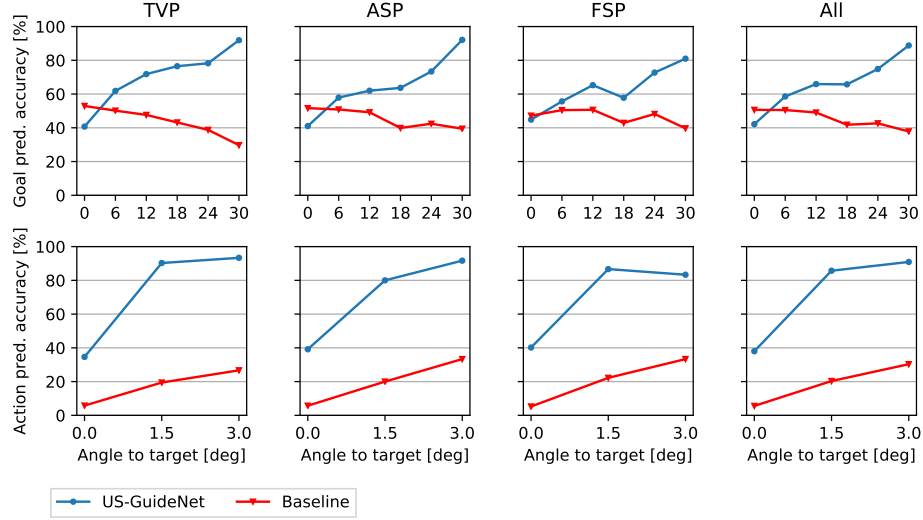 TVP ASP FSP All
Goal pred. accuracy [%]
100
80
60
40
20
0
0 6 12 18 24 30 0 6 12 18 24 30 0 6 12 18 24 30 0 6 12 18 24 30
Action pred. accuracy [%]
100
80
60
40
20
0
0.0 1.5 3.0 0.0 1.5 3.0 0.0 1.5 3.0 0.0 1.5 3.0
Angle to target [deg] Angle to target [deg] Angle to target [deg] Angle to target [deg]
US-GuideNet Baseline